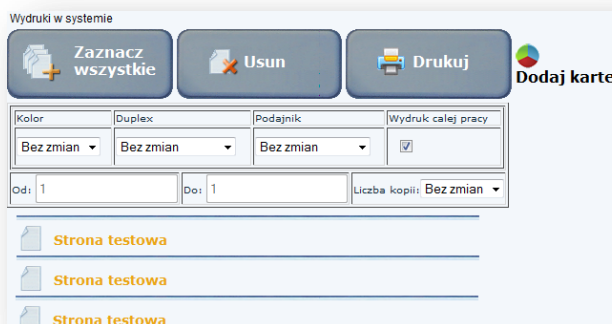 Wydruki w systemie
Zaznacz
wszystkie
Usun
Drukuj
Dodaj karte
Kolor Duplex Podajnik Wydruk calej pracy
Bez zmian Bez zmian Bez zmian
Od: 1 Do: 1 Liczba kopii: Bez zmian
Strona testowa
Strona testowa
Strona testowa